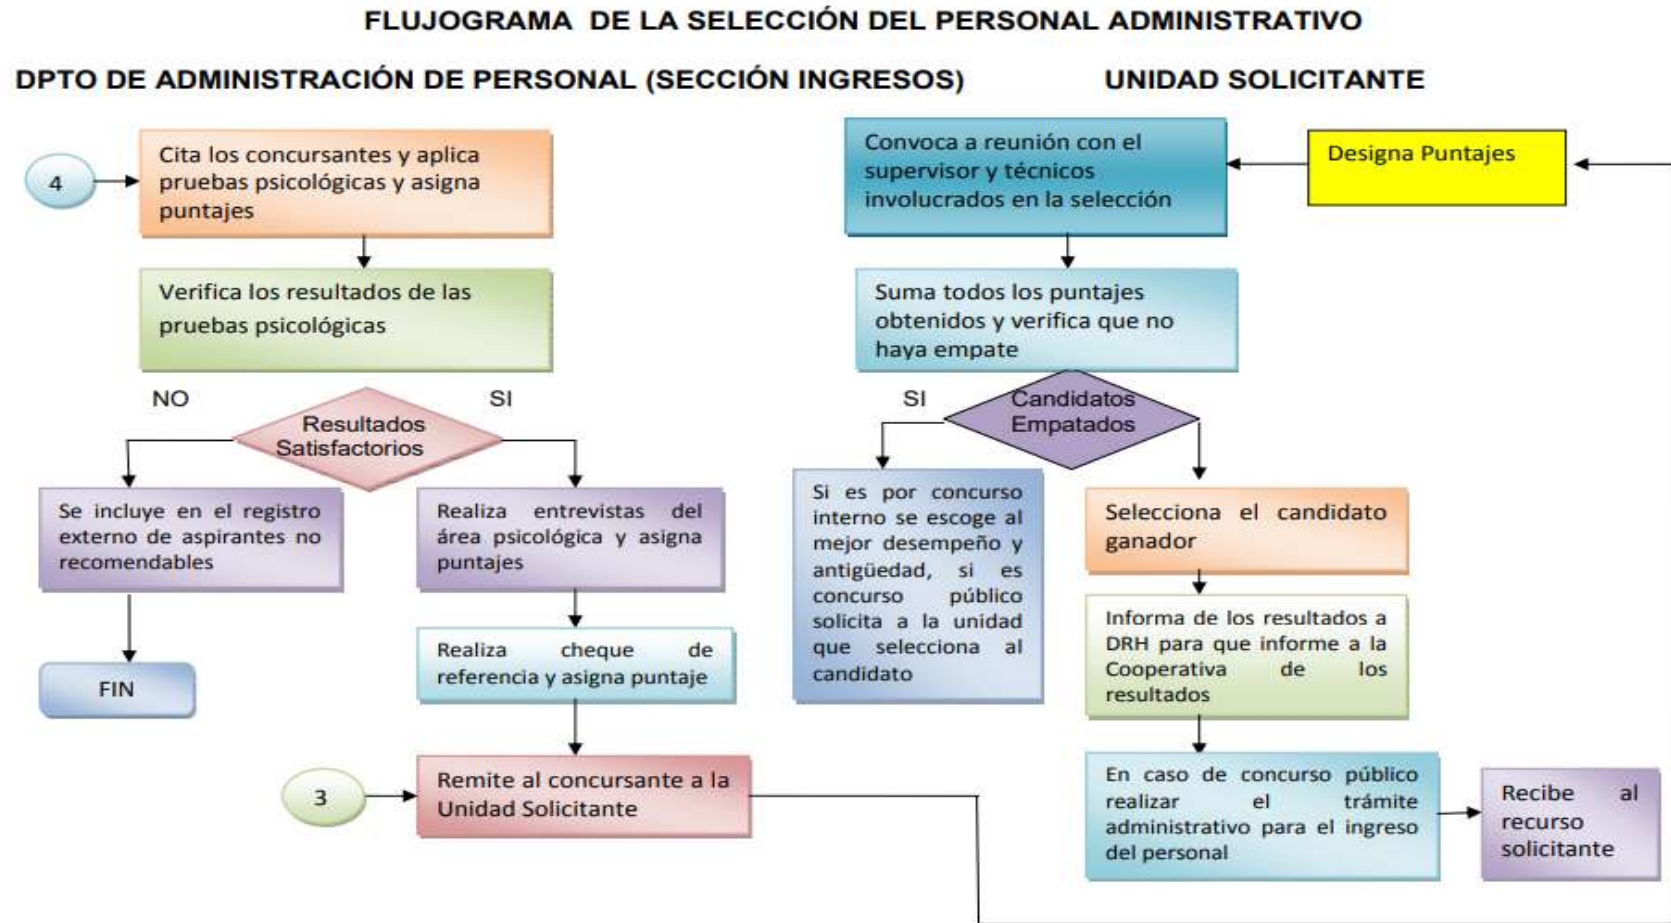 FLUJOGRAMA DE LA SELECCIÓN DEL PERSONAL ADMINISTRATIVO
DPTO DE ADMINISTRACIÓN DE PERSONAL (SECCIÓN INGRESOS)
UNIDAD SOLICITANTE
4
Cita los concursantes y aplica
pruebas psicológicas y asigna
puntajes
Verifica los resultados de las
pruebas psicológicas
NO
SI
Resultados
Satisfactorios
Se incluye en el registro
externo de aspirantes no
recomendables
FIN
Realiza entrevistas del
área psicológica y asigna
puntajes
Realiza cheque de
referencia y asigna puntaje
3
Remite al concursante a la
Unidad Solicitante
Designa Puntajes
Convoca a reunión con el
supervisor y técnicos
involucrados en la selección
Suma todos los puntajes
obtenidos y verifica que no
haya empate
SI
Candidatos
Empatados
Si es por concurso
interno se escoge al
mejor desempeño y
antigüedad, si es
concurso público
solicita a la unidad
que selecciona al
candidato
Selecciona el candidato
ganador
Informa de los resultados a
DRH para que informe a la
Cooperativa de los
resultados
En caso de concurso público
realizar el trámite
administrativo para el ingreso
del personal
Recibe al
recurso
solicitante